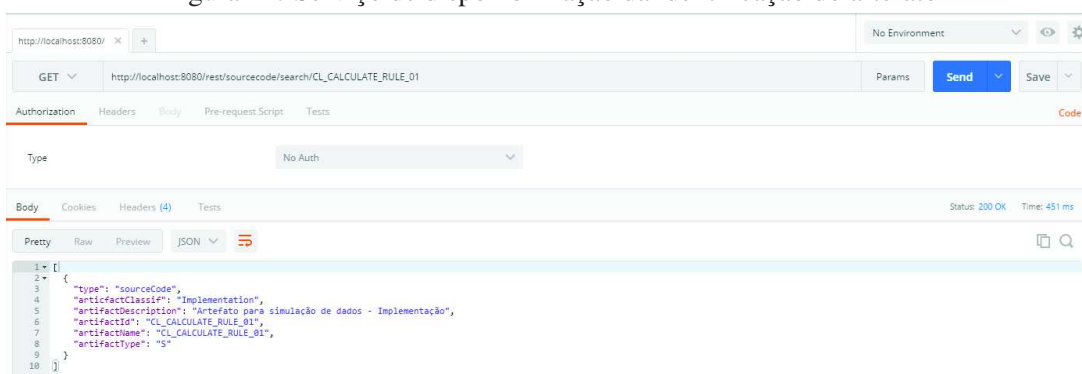 http://localhost:8080/ × +
No Environment
GET http://localhost:8080/rest/sourcecode/search/CL_CALCULATE_RULE_01 Params Send Save
Authorization Headers Body Pre-request Script Tests Code
Type No Auth
Body Cookies Headers (4) Tests Status: 200 OK Time: 451 ms
Pretty Raw Preview JSON
1 [
2 {
3 "type": "sourceCode",
4 "articfactClassif": "Implementation",
5 "artifactDescription": "Artefato para simulação de dados - Implementação",
6 "artifactId": "CL_CALCULATE_RULE_01",
7 "artifactName": "CL_CALCULATE_RULE_01",
8 "artifactType": "S"
9 }
10 ]